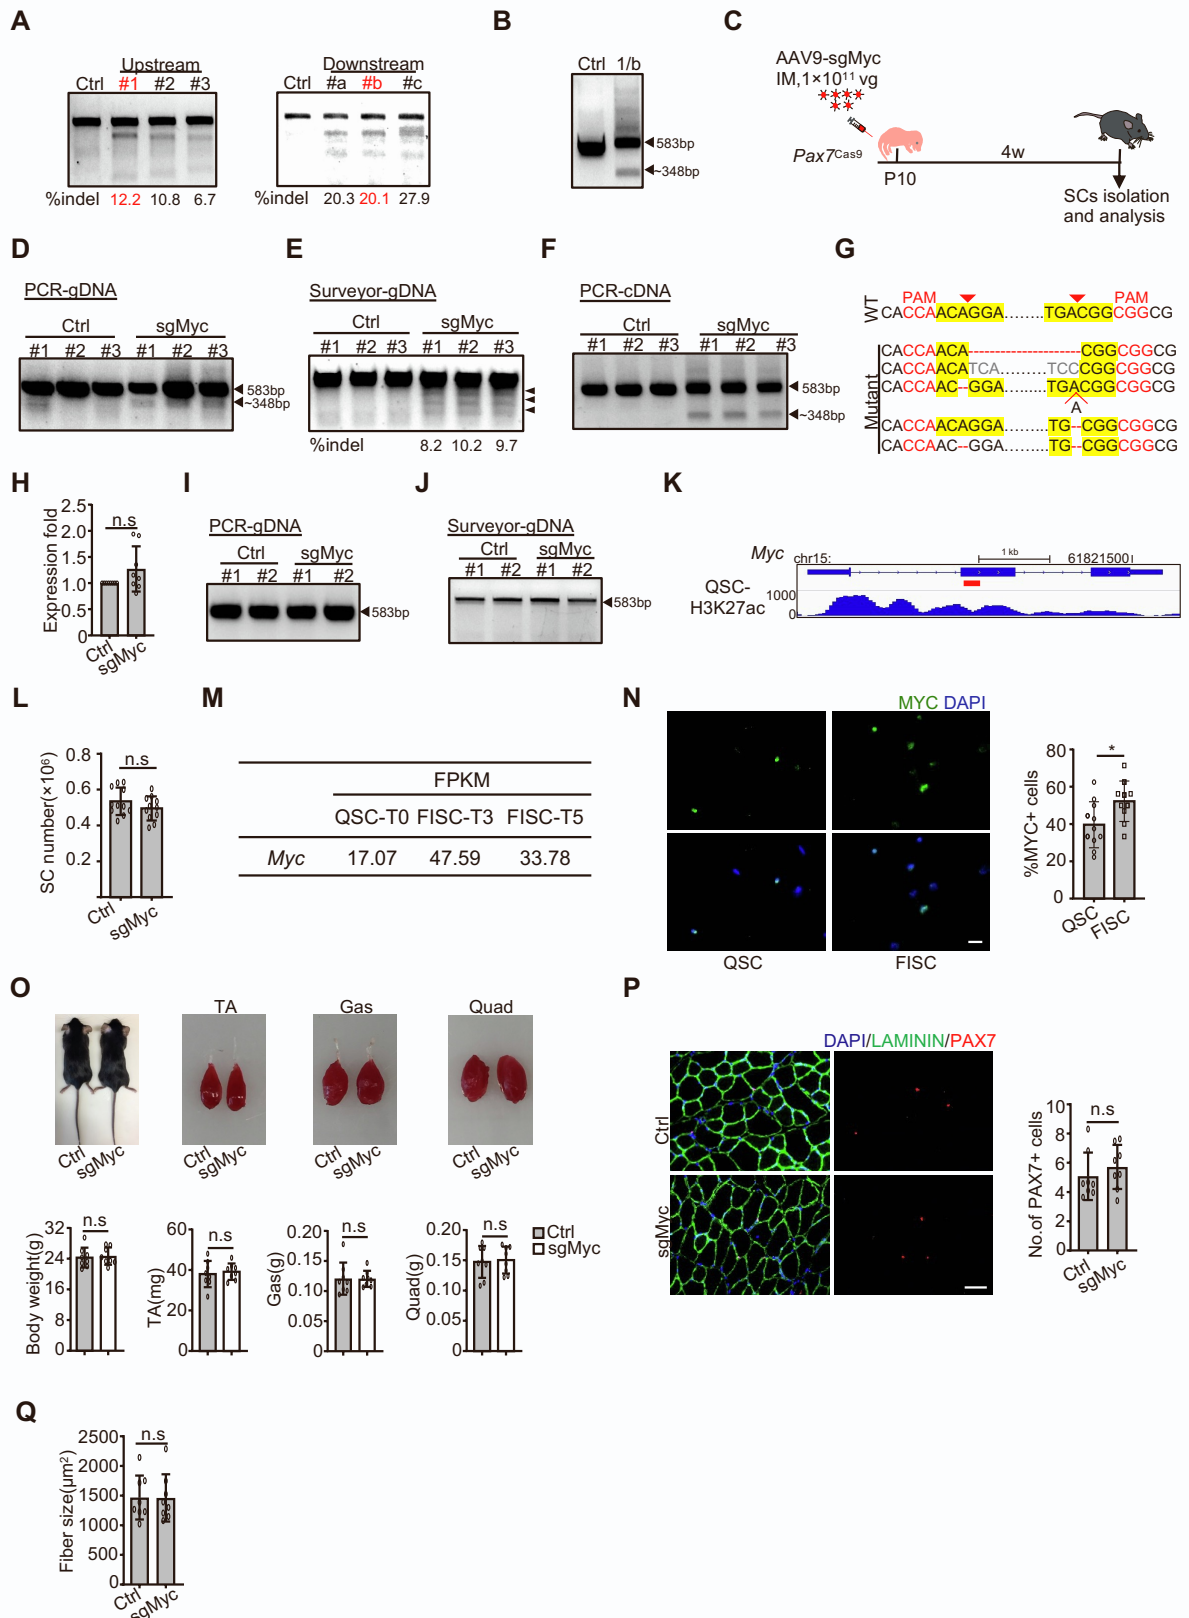 A
Upstream
Ctrl #1 #2 #3
%indel 12.2 10.8 6.7
Downstream
Ctrl #a #b #c
20.3 20.1 27.9
B
Ctrl 1/b
583bp
~348bp
C
AAV9-sgMyc
IM,1×10¹¹ vg
Pax7Cas9
P10
4w
SCs isolation
and analysis
D
PCR-gDNA
Ctrl sgMyc
#1 #2 #3 #1 #2 #3
583bp
~348bp
E
Surveyor-gDNA
Ctrl sgMyc
#1 #2 #3 #1 #2 #3
%indel 8.2 10.2 9.7
F
PCR-cDNA
Ctrl sgMyc
#1 #2 #3 #1 #2 #3
583bp
~348bp
G
PAM PAM
WT
CACCAACAGGA........TGACGGCGGCG
Mutant
CACCAACA--------------------CGGCGGCG
CACCAACATCA.........TCCCGGCGGCG
CACCAAC--GGA.........TGACGGCGGCG
A
CACCAACAGGA.........TG--CGGCGGCG
CACCAAC--GGA.........TG--CGGCGGCG
H
Expression fold
2.5
2.0
1.5
1.0
0.5
0
n.s
Ctrl
sgMyc
I
PCR-gDNA
Ctrl sgMyc
#1 #2 #1 #2
583bp
J
Surveyor-gDNA
Ctrl sgMyc
#1 #2 #1 #2
583bp
K
Myc
chr15:
1 kb
61821500
QSC-
H3K27ac
1000
0
L
SC number(×10⁶)
0.8
0.6
0.4
0.2
n.s
Ctrl
sgMyc
M
FPKM
QSC-T0 FISC-T3 FISC-T5
Myc 17.07 47.59 33.78
N
MYC DAPI
QSC
FISC
%MYC+ cells
80
60
40
20
0
*
QSC
FISC
O
TA
Gas
Quad
Ctrl
sgMyc
Ctrl
sgMyc
Ctrl
sgMyc
Ctrl
sgMyc
Body weight(g)
32
24
16
8
0
n.s
TA(mg)
60
40
20
0
n.s
Gas(g)
0.20
0.15
0.10
0.05
0
n.s
Quad(g)
0.20
0.15
0.10
0.05
0
n.s
Ctrl
sgMyc
P
DAPI/LAMININ/PAX7
Ctrl
sgMyc
No.of PAX7+ cells
10
8
6
4
2
0
n.s
Ctrl
sgMyc
Q
Fiber size(µm²)
2500
2000
1500
1000
500
0
n.s
Ctrl
sgMyc